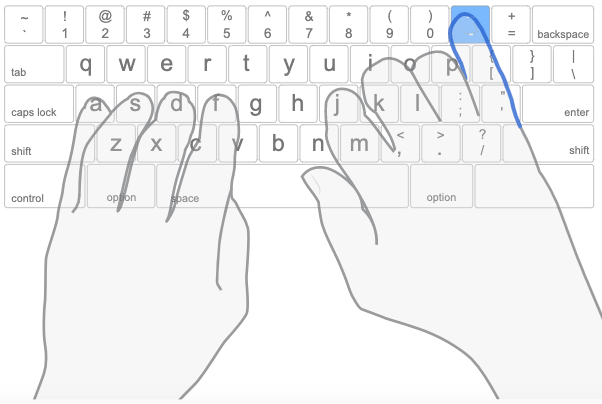 ~ ! @ # $ % ^ & * ( ) +
` 1 2 3 4 5 6 7 8 9 0 - = backspace
tab q w e r t y u i o p { [ } ] | \
caps lock a s d f g h j k l : ; " ' enter
shift z x c v b n m < , > . ? / shift
control option space option